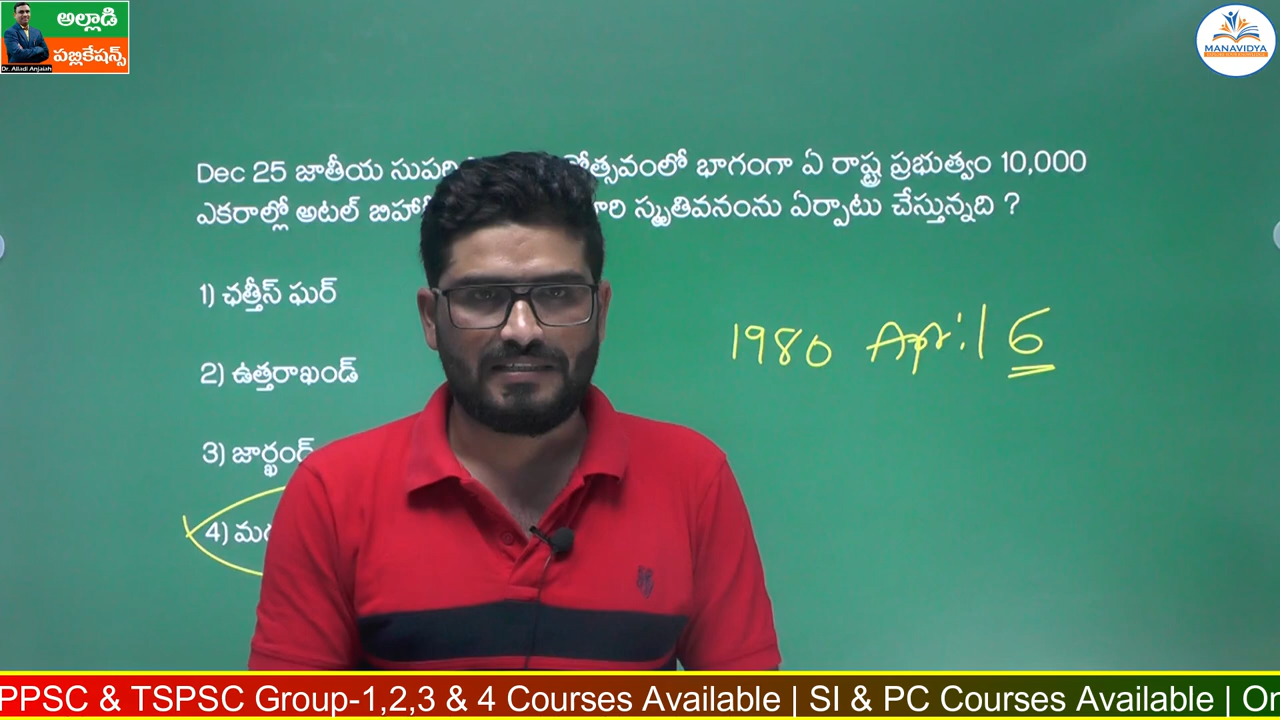 అల్లాడి
పబ్లికేషన్స్
Dr. Alladi Anjaiah
MANAVIDYA
Dec 25 జాతీయ సుపరి ోత్సవంలో భాగంగా ఏ రాష్ట్ర ప్రభుత్వం 10,000
ఎకరాల్లో అటల్ బిహా ారి స్మృతివనంను ఏర్పాటు చేస్తున్నది ?
1) ఛత్తీస్ ఘర్
2) ఉత్తరాఖండ్
3) జార్ఖండ్
4) మధ
1980 April 6
PPSC & TSPSC Group-1,2,3 & 4 Courses Available | SI & PC Courses Available | On